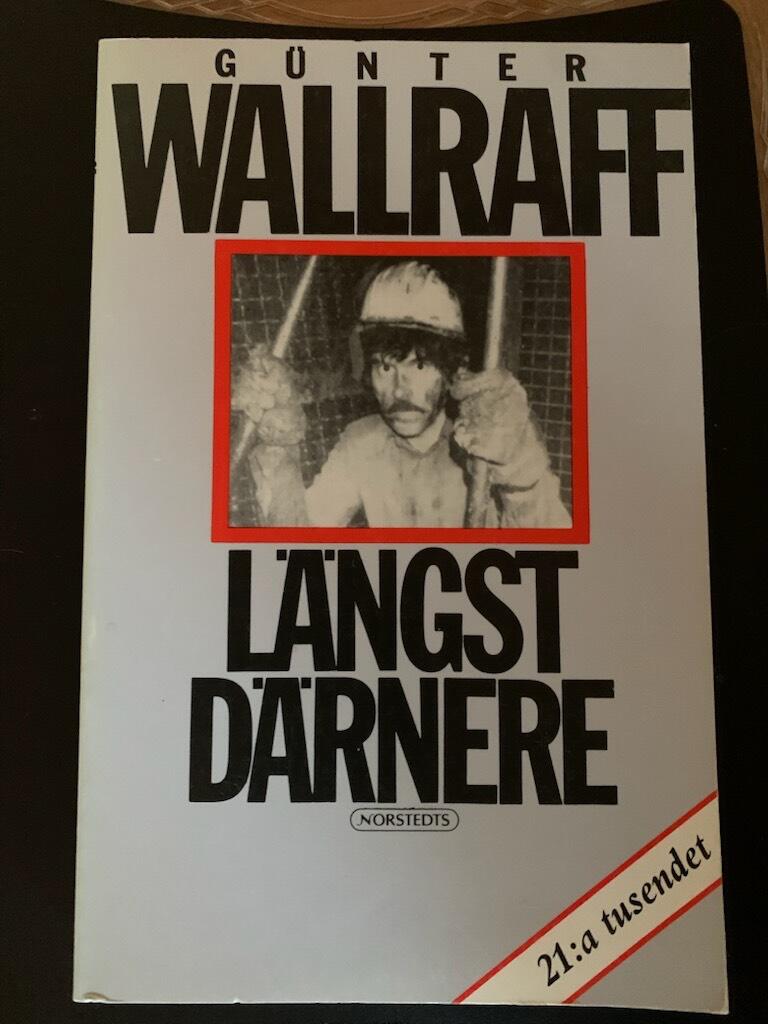 GÜNTER
WALLRAFF
LÄNGST
DÄRNERE
NORSTEDTS
21:a tusendet